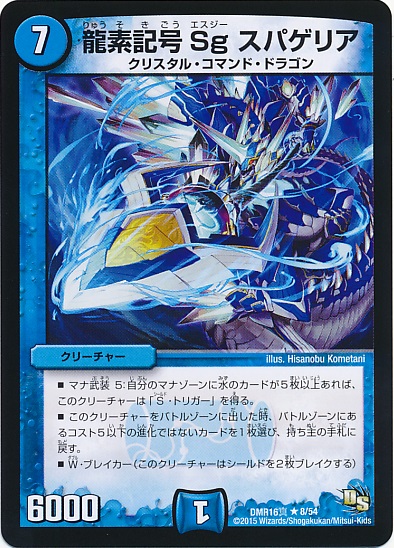 7
りゅうそきごう エスジー
龍素記号 Sg スパゲリア
クリスタル・コマンド・ドラゴン
クリーチャー
illus. Hisanobu Kometani
■ マナ武装 5:自分のマナゾーンに水のカードが5枚以上あれば、
このクリーチャーは「S・トリガー」を得る。
■ このクリーチャーをバトルゾーンに出した時、バトルゾーンにあ
るコスト5以下の進化ではないカードを1枚選び、持ち主の手札に
戻す。
■ W・ブレイカー(このクリーチャーはシールドを2枚ブレイクする)
6000
1
DS
DMR16真 ★ 8/54
©2015 Wizards/Shogakukan/Mitsui-Kids